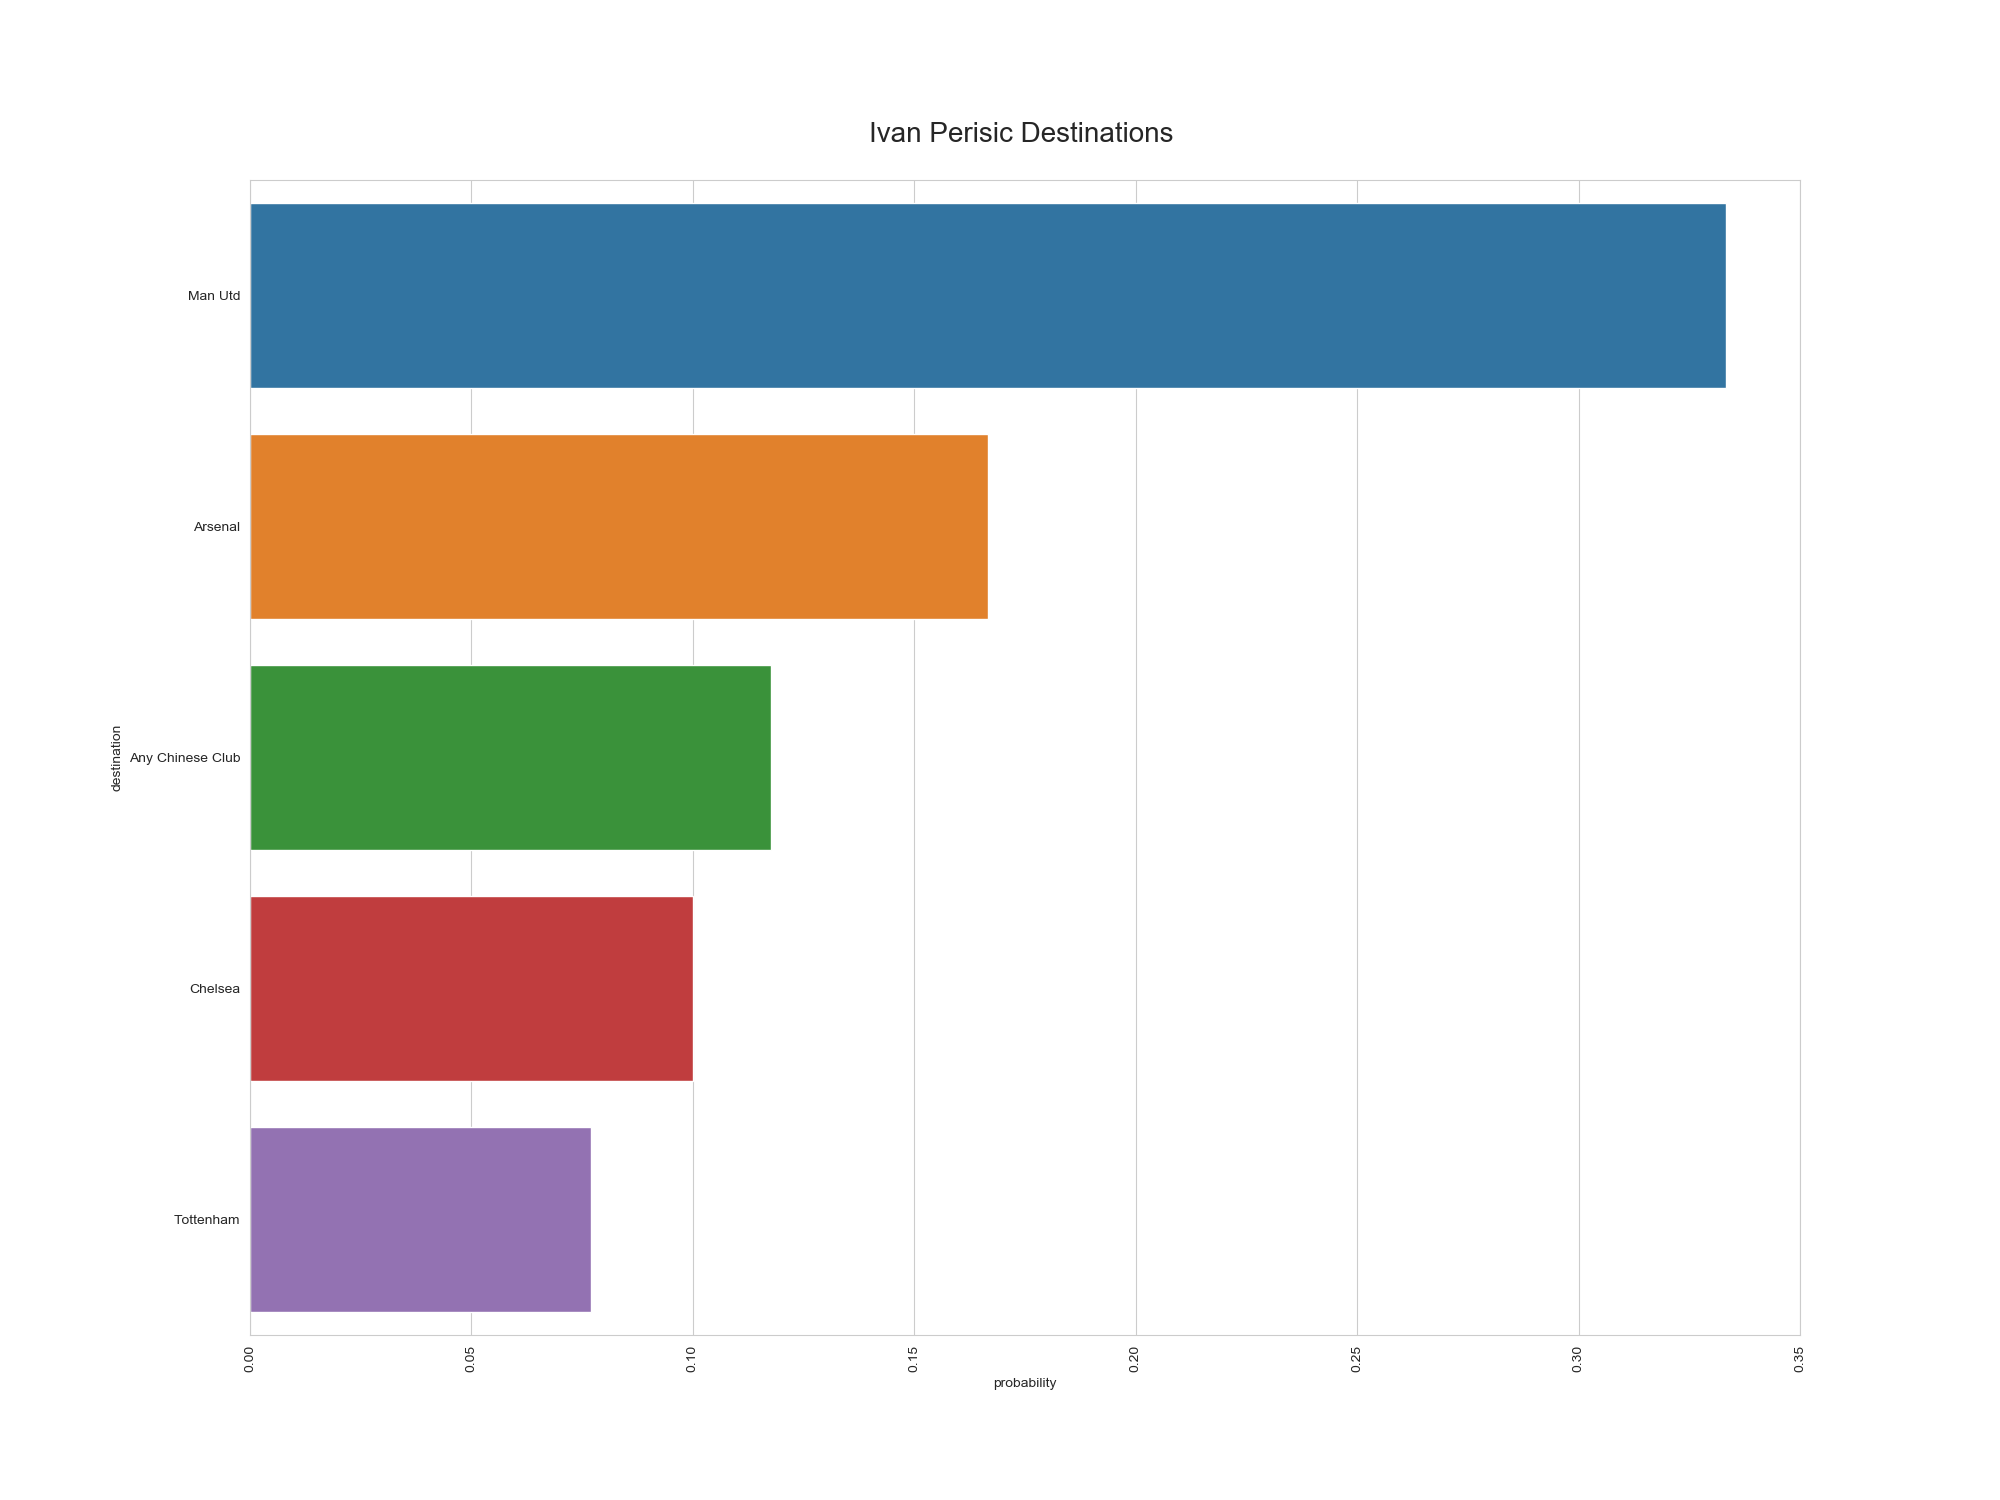 Ivan Perisic Destinations
Man Utd
Arsenal
Any Chinese Club
Chelsea
Tottenham
destination
0.00
0.05
0.10
0.15
0.20
0.25
0.30
0.35
probability